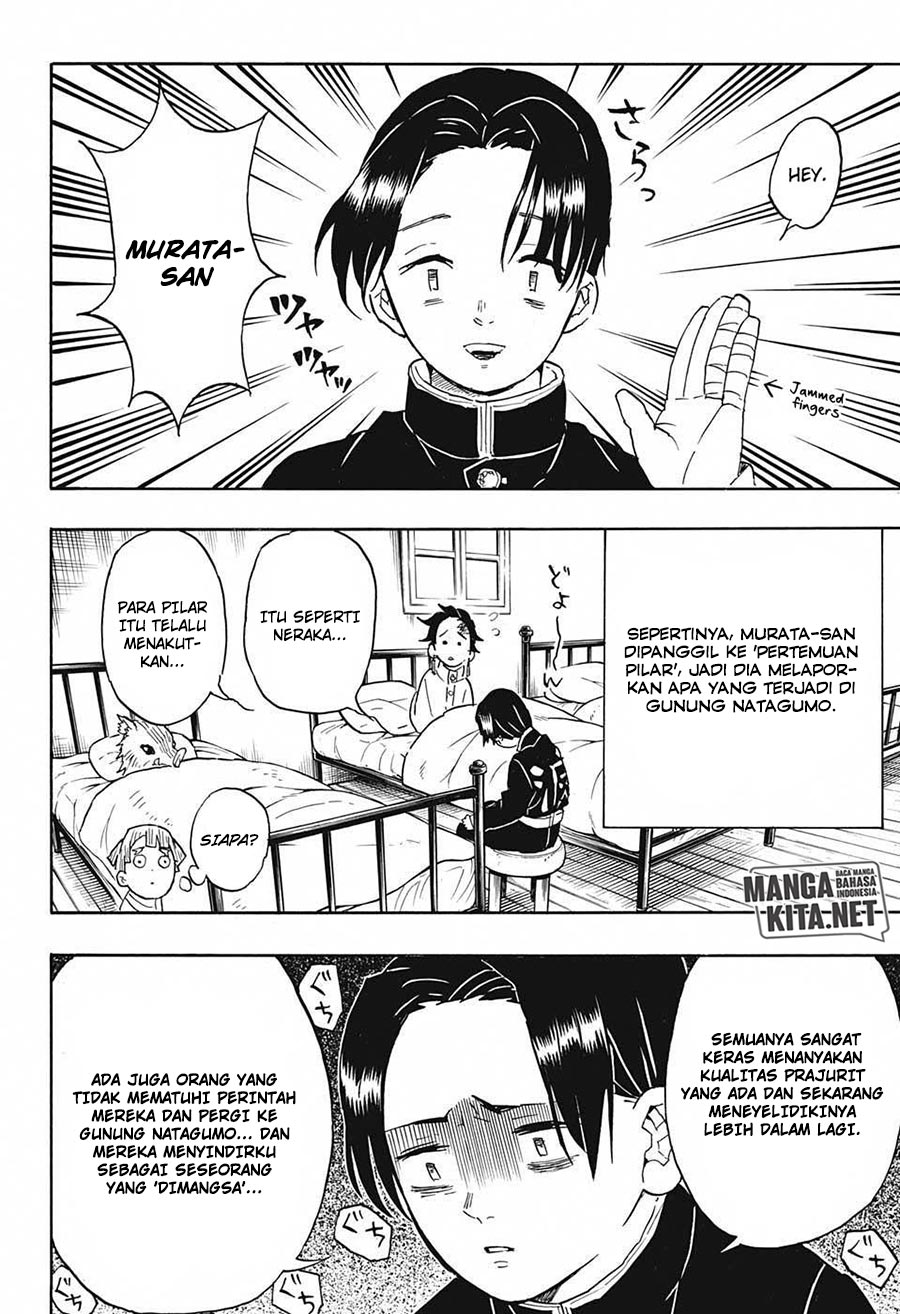 HEY.
さらっ
Jammed
fingers
MURATA-
SAN
ツヤツヤ
ツヤッ
SEPERTINYA, MURATA-SAN
DIPANGGIL KE 'PERTEMUAN
PILAR', JADI DIA MELAPOR-
KAN APA YANG TERJADI DI
GUNUNG NATAGUMO.
どよーん
ITU SEPERTI
NERAKA...
PARA PILAR
ITU TELALU
MENAKUT-
KAN...
SIAPA?
MANGA
KITA.NET
BACA MANGA
BAHASA
INDONESIA
SEMUANYA SANGAT
KERAS MENANYAKAN
KUALITAS PRAJURIT
YANG ADA DAN SEKARANG
MENEYELIDIKINYA
LEBIH DALAM LAGI.
ADA JUGA ORANG YANG
TIDAK MEMATUHI PERINTAH
MEREKA DAN PERGI KE
GUNUNG NATAGUMO... DAN
MEREKA MENYINDIRKU
SEBAGAI SESEORANG
YANG 'DIMANGSA'...
ぐち
ぐち
ぐち
ぐち
ぐち